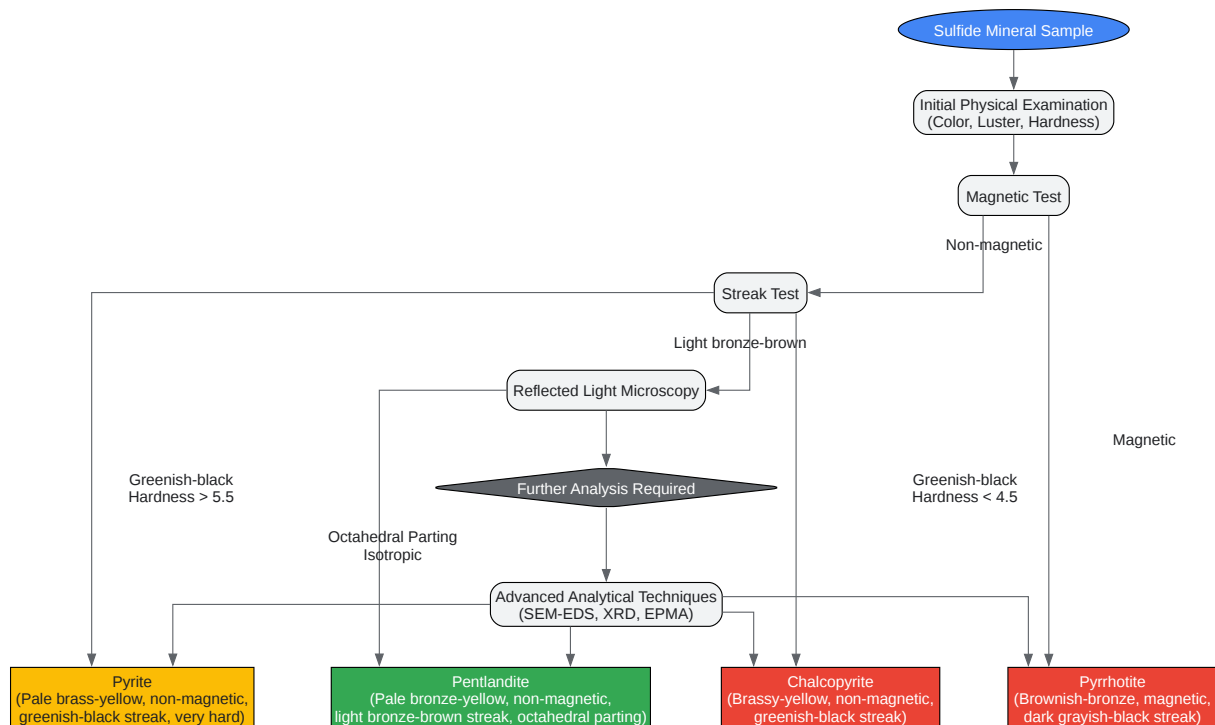 Sulfide Mineral Sample
Initial Physical Examination
(Color, Luster, Hardness)
Magnetic Test
Non-magnetic
Streak Test
Light bronze-brown
Reflected Light Microscopy
Magnetic
Greenish-black
Hardness > 5.5
Further Analysis Required
Greenish-black
Hardness < 4.5
Octahedral Parting
Isotropic
Advanced Analytical Techniques
(SEM-EDS, XRD, EPMA)
Pyrite
(Pale brass-yellow, non-magnetic,
greenish-black streak, very hard)
Pentlandite
(Pale bronze-yellow, non-magnetic,
light bronze-brown streak, octahedral parting)
Chalcopyrite
(Brassy-yellow, non-magnetic,
greenish-black streak)
Pyrrhotite
(Brownish-bronze, magnetic,
dark grayish-black streak)